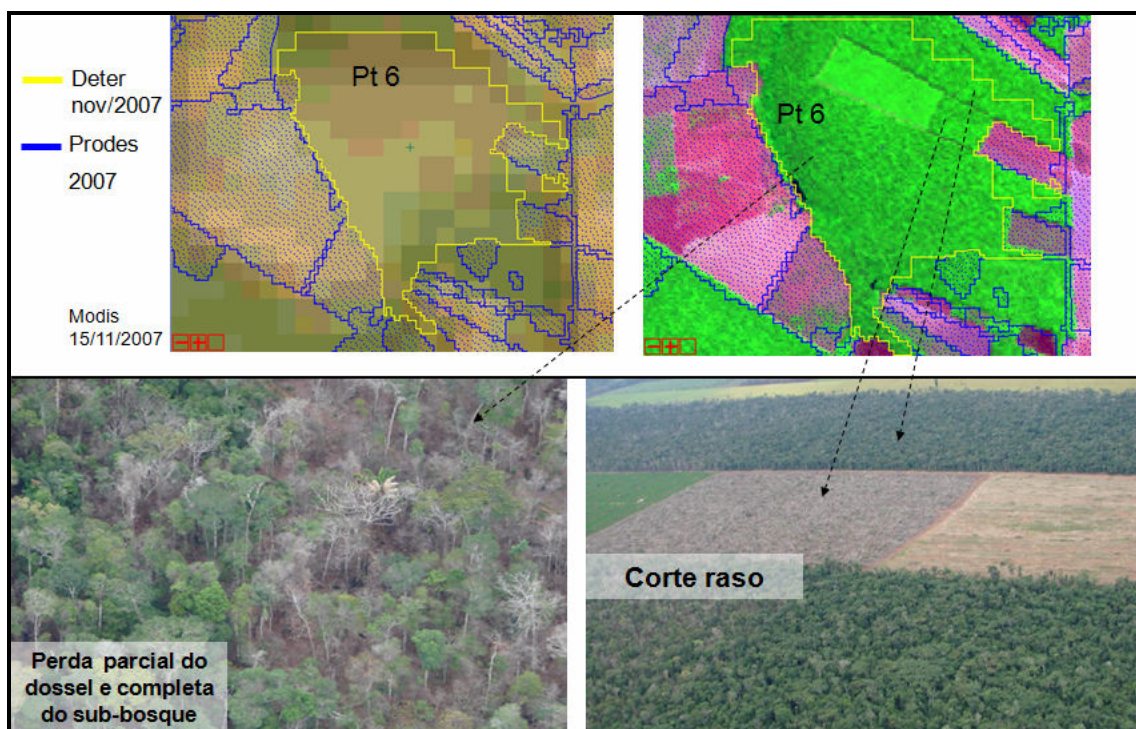 Deter
nov/2007
Prodes
2007
Modis
15/11/2007
Pt 6
Pt 6
Perda parcial do
dossel e completa
do sub-bosque
Corte raso